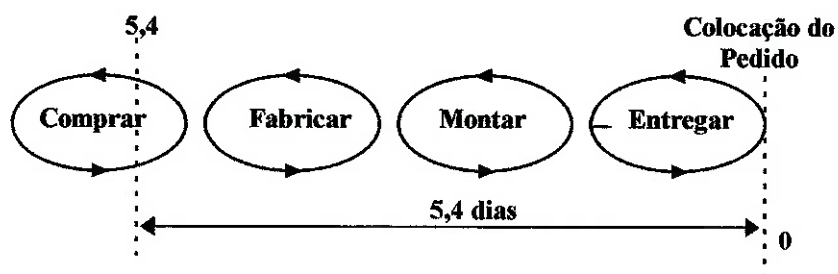 5,4
Colocação do
Pedido
Comprar
Fabricar
Montar
Entregar
5,4 dias
0